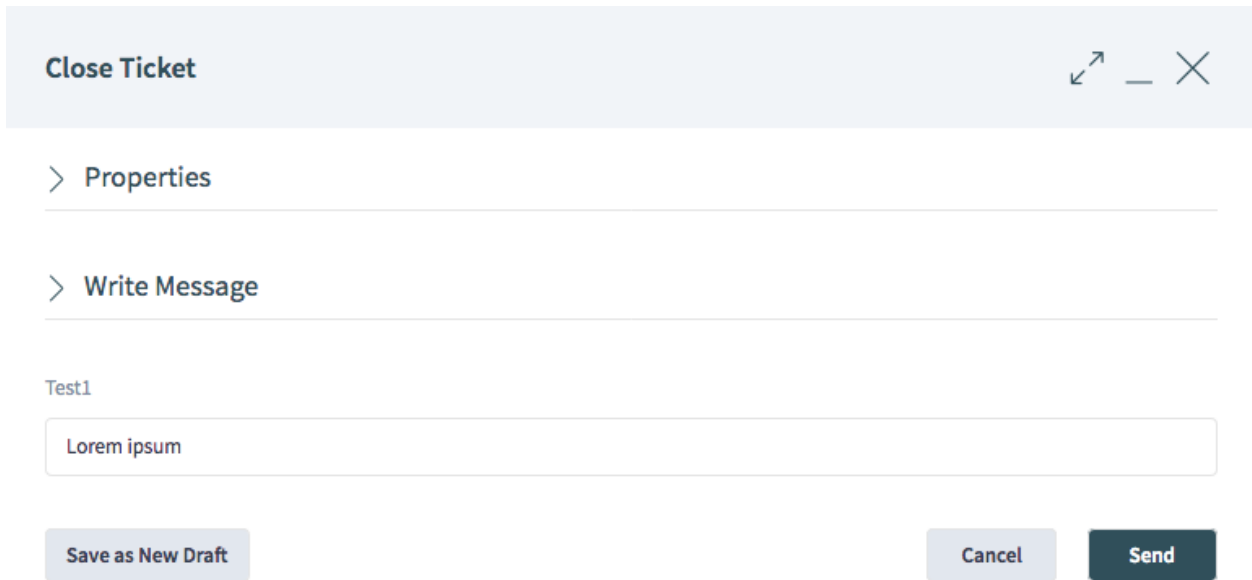 Close Ticket
Properties
Write Message
Test1
Lorem ipsum
Save as New Draft Cancel Send